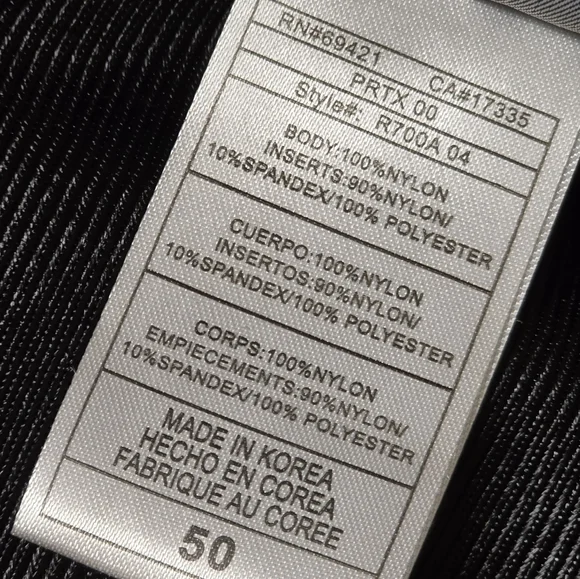 RN#69421 CA#17335
PRTX 00
Style#: R700A 04
BODY:100%NYLON
INSERTS:90%NYLON/
10%SPANDEX/100% POLYESTER
CUERPO:100%NYLON
INSERTOS:90%NYLON/
10%SPANDEX/100% POLYESTER
CORPS:100%NYLON
EMPIECEMENTS:90%NYLON/
10%SPANDEX/100% POLYESTER
MADE IN KOREA
HECHO EN COREA
FABRIQUE AU COREE
50